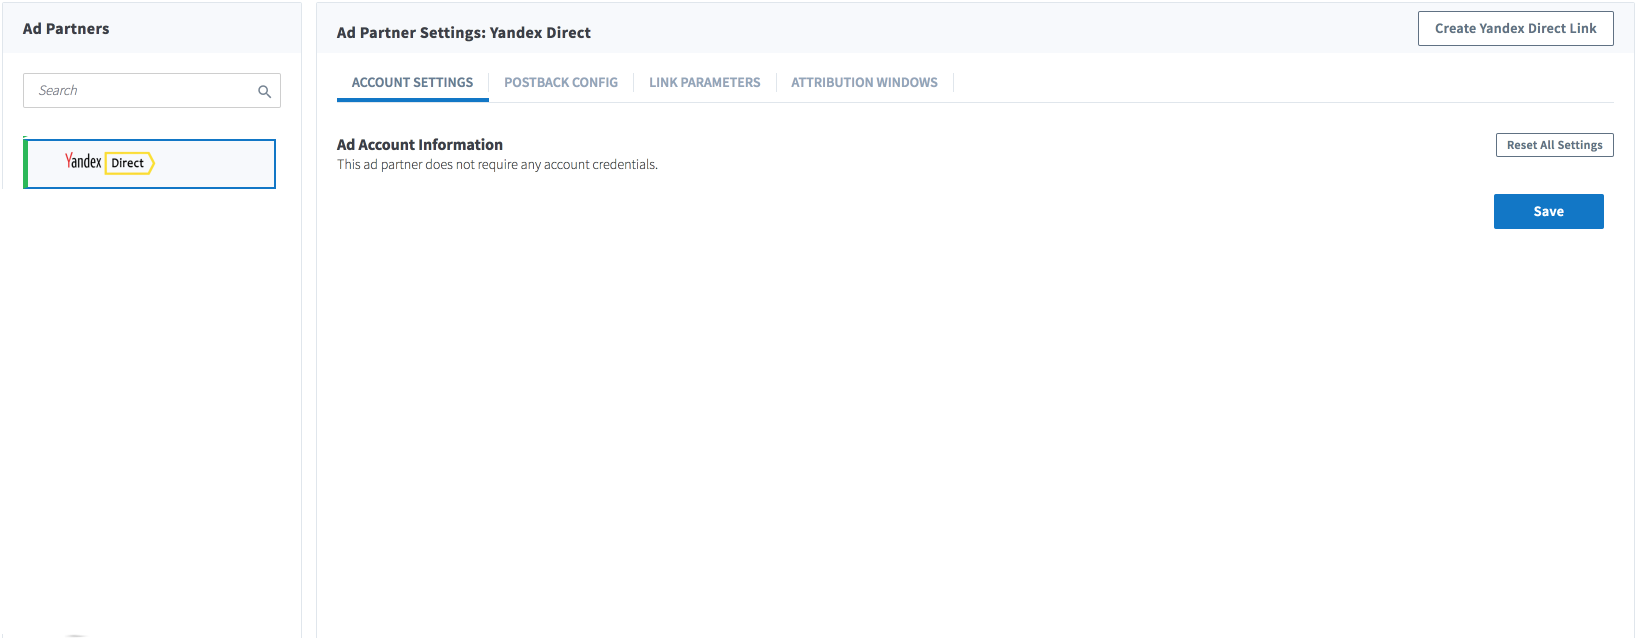 Ad Partners
Search
Yandex Direct
Ad Partner Settings: Yandex Direct
Create Yandex Direct Link
ACCOUNT SETTINGS
POSTBACK CONFIG
LINK PARAMETERS
ATTRIBUTION WINDOWS
Ad Account Information
Reset All Settings
This ad partner does not require any account credentials.
Save